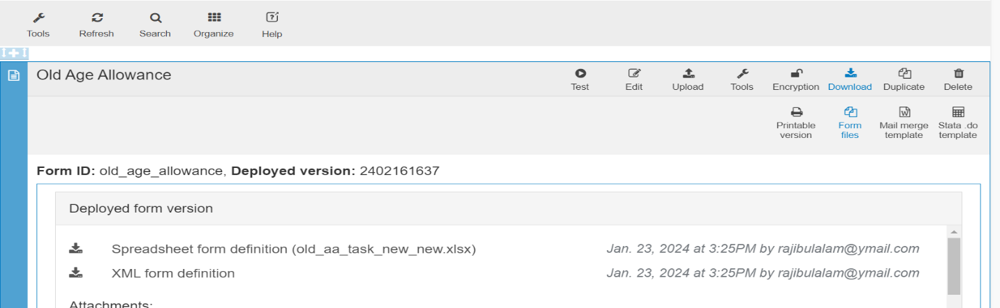 Tools Refresh Search Organize Help
Old Age Allowance
Test Edit Upload Tools Encryption Download Duplicate Delete
Printable version
Form files
Mail merge template
Stata .do template
Form ID: old_age_allowance, Deployed version: 2402161637
Deployed form version
Spreadsheet form definition (old_aa_task_new_new.xlsx) Jan. 23, 2024 at 3:25PM by rajibulalam@ymail.com
XML form definition Jan. 23, 2024 at 3:25PM by rajibulalam@ymail.com
Attachments: